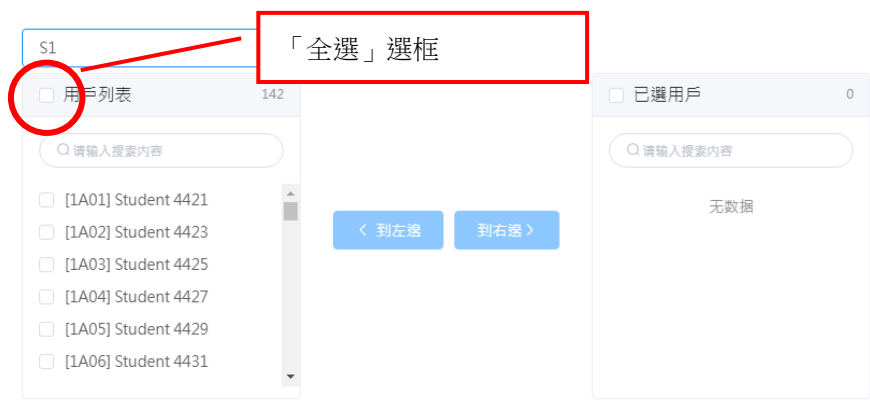 S1
「全選」選框
用戶列表 142
请输入搜索内容
[1A01] Student 4421
[1A02] Student 4423
[1A03] Student 4425
[1A04] Student 4427
[1A05] Student 4429
[1A06] Student 4431
< 到左邊
到右邊 >
已選用戶 0
请输入搜索内容
无数据